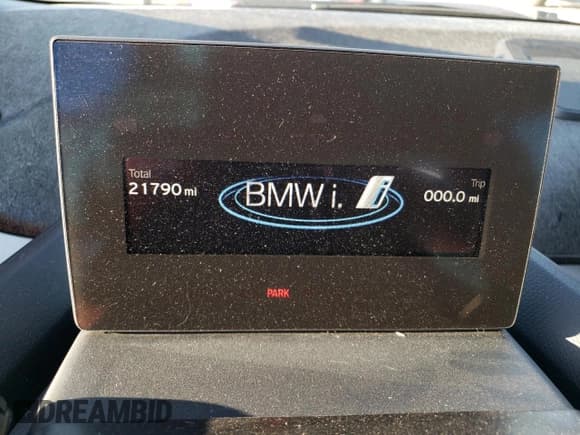 Total
21790 mi
BMW i. i
Trip
000.0 mi
PARK
DREAMBID